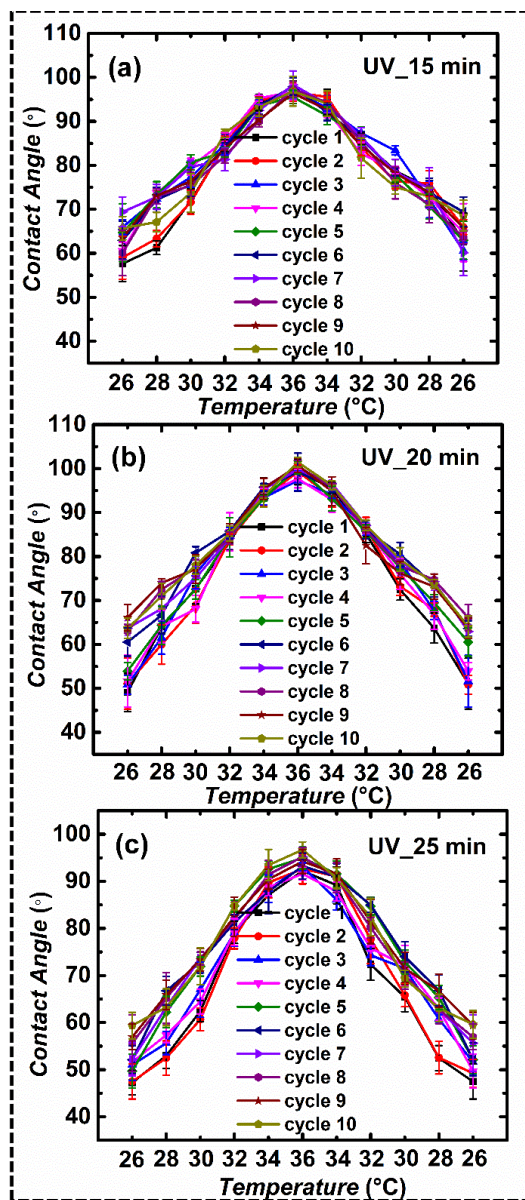 (a)
UV_15 min
110
100
90
80
70
60
50
40
Contact Angle (°)
cycle 1
cycle 2
cycle 3
cycle 4
cycle 5
cycle 6
cycle 7
cycle 8
cycle 9
cycle 10
26 28 30 32 34 36 34 32 30 28 26
Temperature (°C)
(b)
UV_20 min
110
100
90
80
70
60
50
40
Contact Angle (°)
cycle 1
cycle 2
cycle 3
cycle 4
cycle 5
cycle 6
cycle 7
cycle 8
cycle 9
cycle 10
26 28 30 32 34 36 34 32 30 28 26
Temperature (°C)
(c)
UV_25 min
100
90
80
70
60
50
40
Contact Angle (°)
cycle 1
cycle 2
cycle 3
cycle 4
cycle 5
cycle 6
cycle 7
cycle 8
cycle 9
cycle 10
26 28 30 32 34 36 34 32 30 28 26
Temperature (°C)